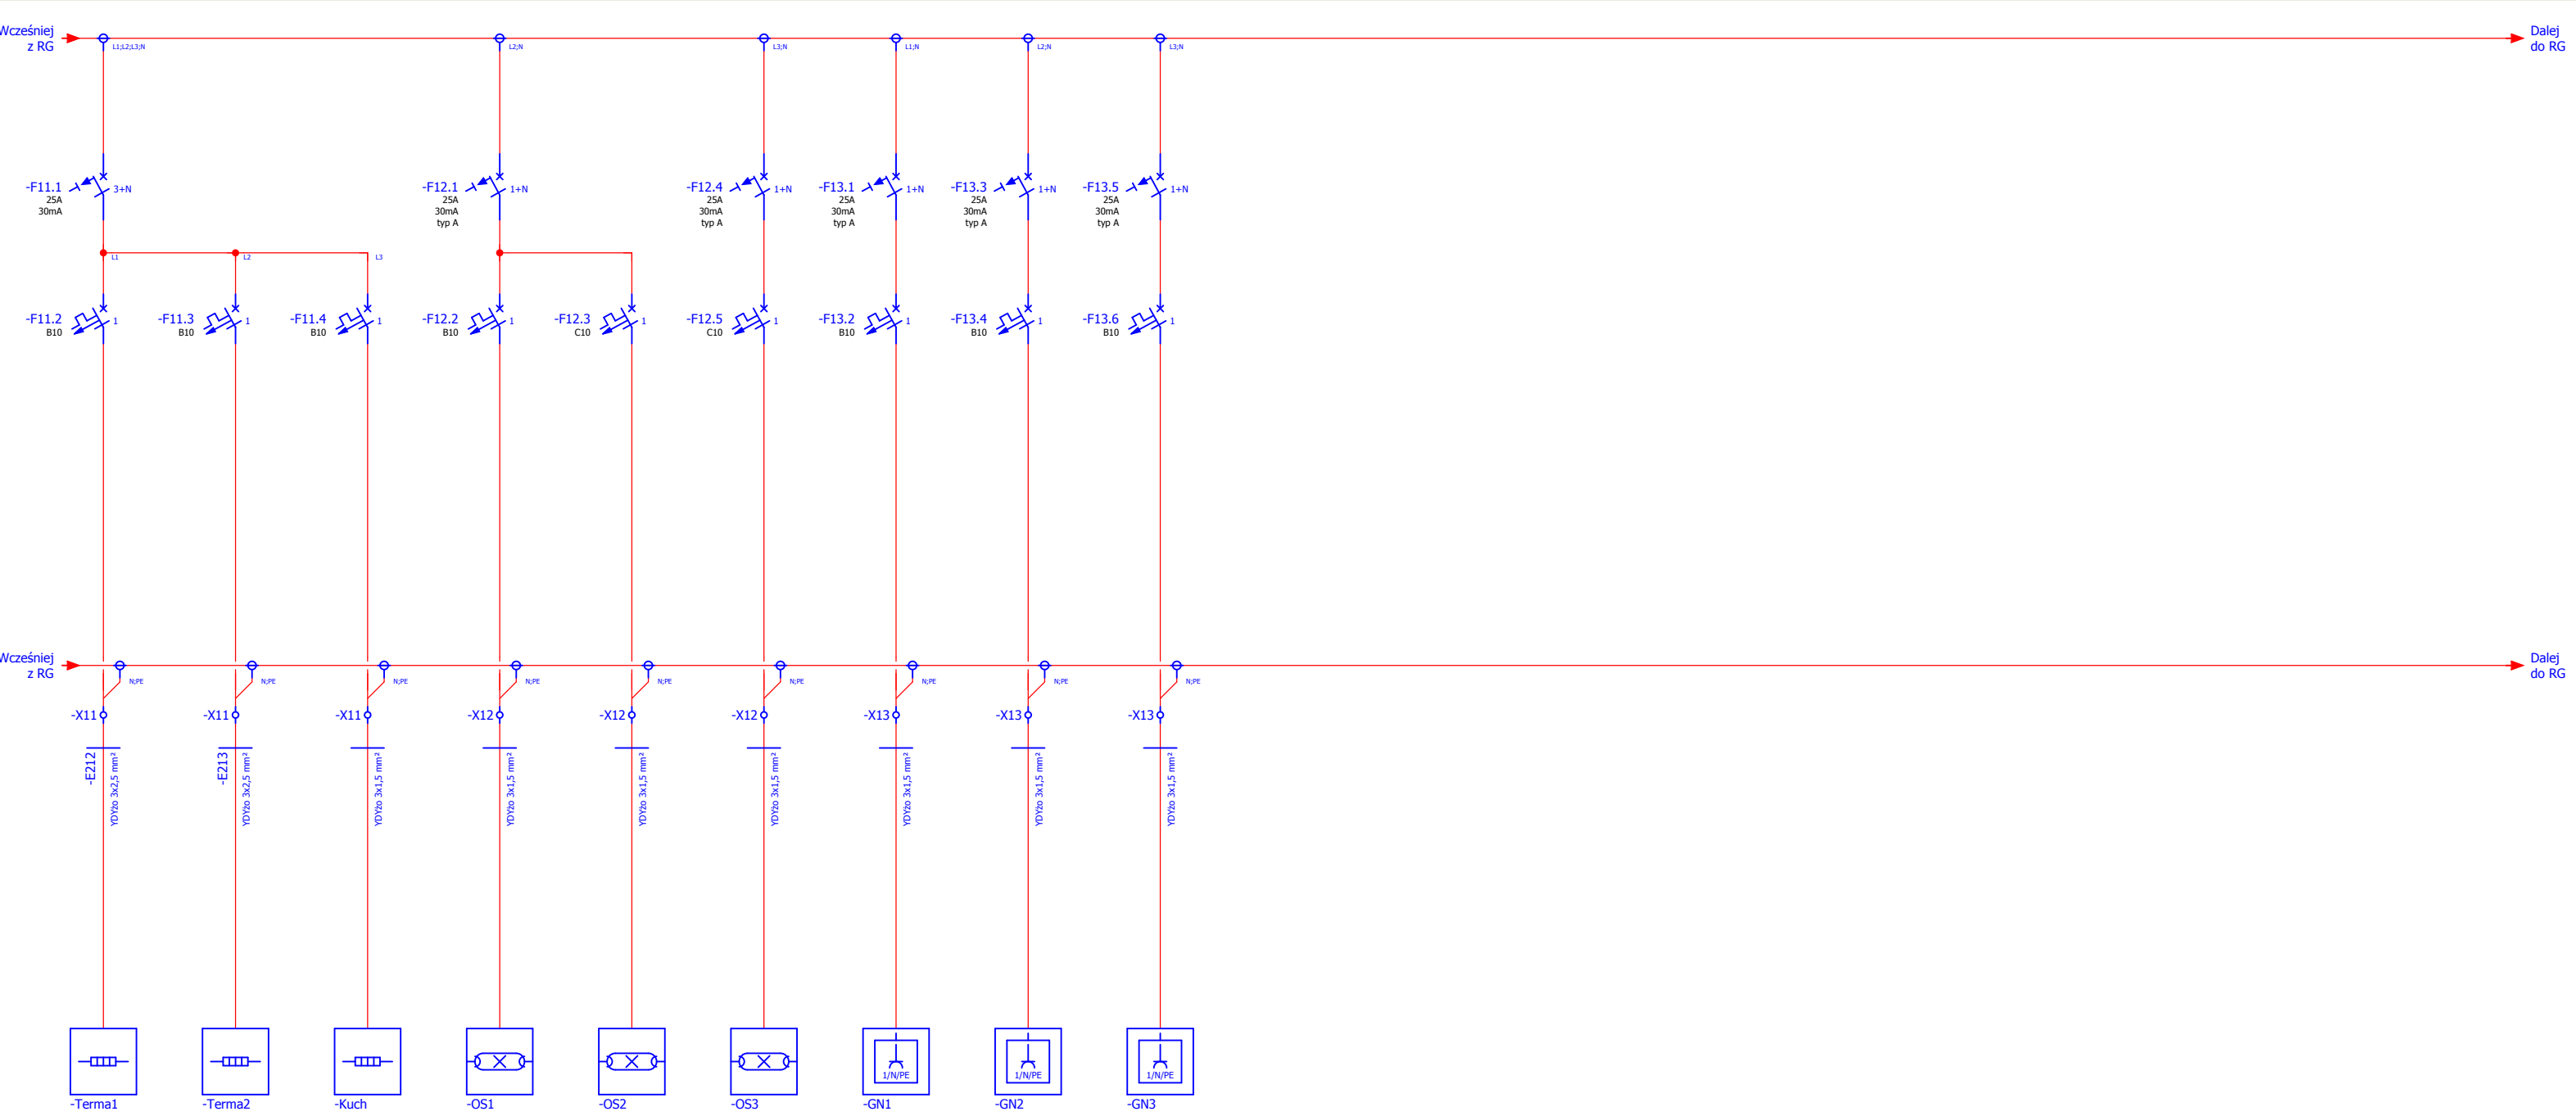 Wcześniej
z RG
L1;L2;L3;N
L2;N
L3;N
L1;N
L2;N
L3;N
Dalej
do RG
-F11.1
25A
30mA
3+N
-F12.1
25A
30mA
typ A
1+N
-F12.4
25A
30mA
typ A
1+N
-F13.1
25A
30mA
typ A
1+N
-F13.3
25A
30mA
typ A
1+N
-F13.5
25A
30mA
typ A
1+N
L1
L2
L3
-F11.2
B10
1
-F11.3
B10
1
-F11.4
B10
1
-F12.2
B10
1
-F12.3
C10
1
-F12.5
C10
1
-F13.2
B10
1
-F13.4
B10
1
-F13.6
B10
1
Wcześniej
z RG
N;PE
N;PE
N;PE
N;PE
N;PE
N;PE
N;PE
N;PE
N;PE
Dalej
do RG
-X11
-X11
-X11
-X12
-X12
-X12
-X13
-X13
-X13
-E212
YDYżo 3x2,5 mm²
-E213
YDYżo 3x2,5 mm²
YDYżo 3x1,5 mm²
YDYżo 3x1,5 mm²
YDYżo 3x1,5 mm²
YDYżo 3x1,5 mm²
YDYżo 3x1,5 mm²
YDYżo 3x1,5 mm²
YDYżo 3x1,5 mm²
1/N/PE
1/N/PE
1/N/PE
-Terma1
-Terma2
-Kuch
-OS1
-OS2
-OS3
-GN1
-GN2
-GN3